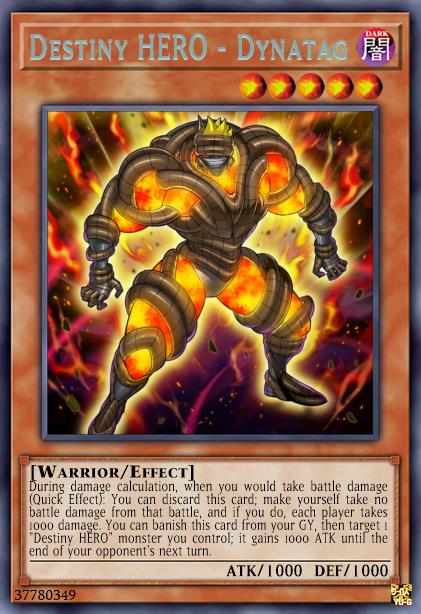 Destiny HERO - Dynatag
DARK
闇
[Warrior/Effect]
During damage calculation, when you would take battle damage
(Quick Effect): You can discard this card; make yourself take no
battle damage from that battle, and if you do, each player takes
1000 damage. You can banish this card from your GY, then target 1
"Destiny HERO" monster you control; it gains 1000 ATK until the
end of your opponent's next turn.
ATK/1000 DEF/1000
37780349